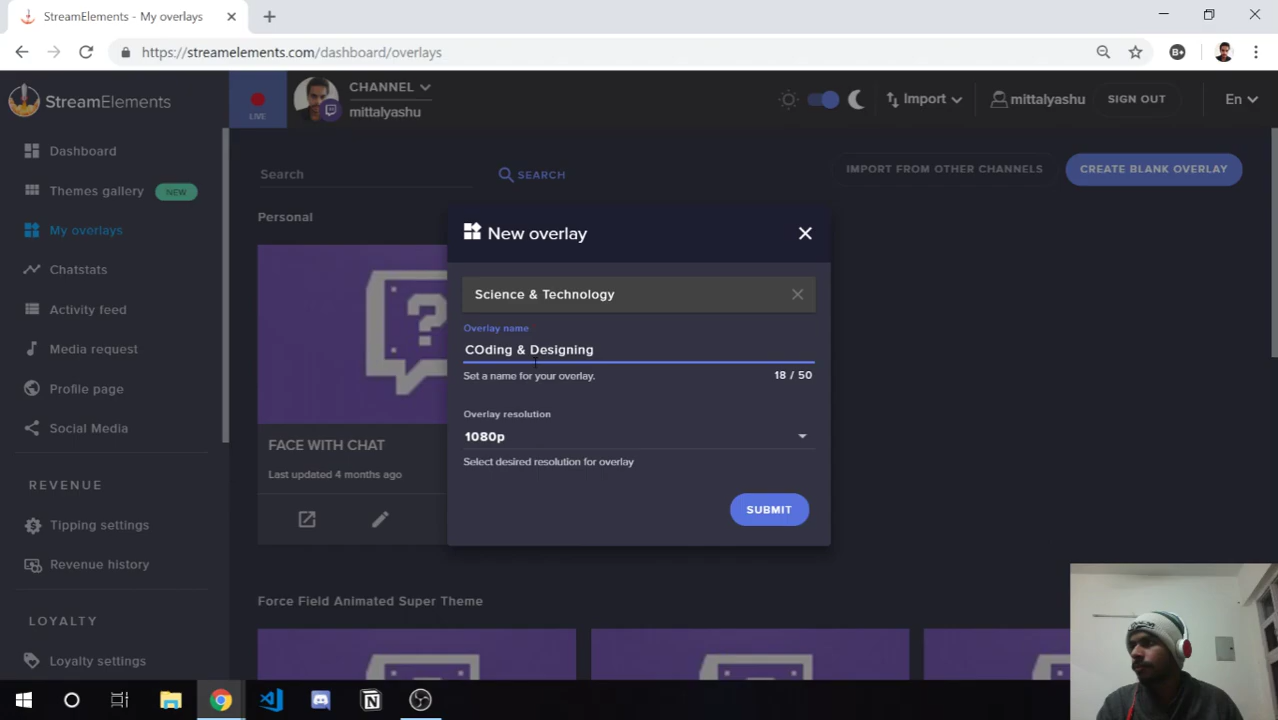 StreamElements - My overlays
https://streamelements.com/dashboard/overlays
B+
StreamElements
LIVE
CHANNEL
mittalyashu
Import
mittalyashu
SIGN OUT
En
Dashboard
Themes gallery NEW
My overlays
Chatstats
Activity feed
Media report
Profile page
Social Media
REVENUE
Tipping settings
Revenue history
LOYALTY
Loyalty settings
Search
SEARCH
IMPORT FROM OTHER CHANNELS
CREATE BLANK OVERLAY
Personal
FACE WITH CHAT
Last updated 4 months ago
Force Field Animated Super Theme
New overlay
Science & Technology
Overlay name
COding & Designing
Set a name for your overlay.
18 / 50
Overlay resolution
1080p
Select desired resolution for overlay
SUBMIT